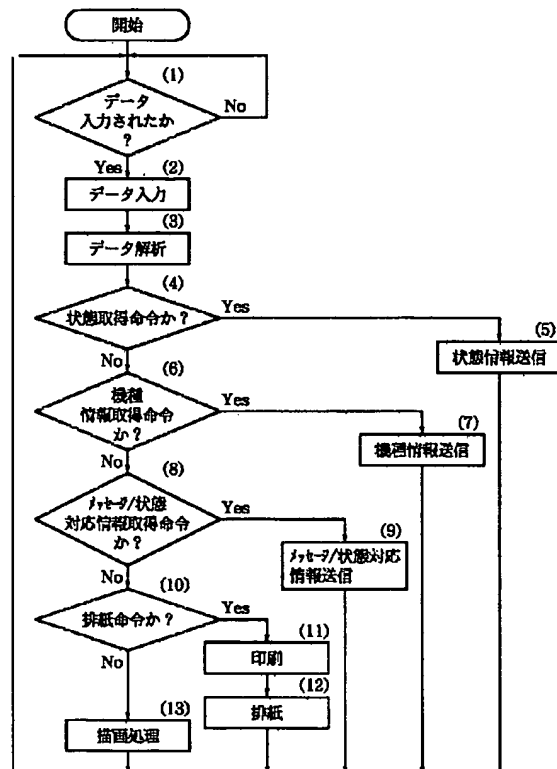 開始
(1)
データ
入力されたか
?
No
Yes
(2)
データ入力
(3)
データ解析
(4)
状態取得命令か?
Yes
(5)
状態情報送信
No
(6)
機種
情報取得命令
か?
Yes
(7)
機種情報送信
No
(8)
メッセージ/状態
対応情報取得命令
か?
Yes
(9)
メッセージ/状態対応
情報送信
No
(10)
排紙命令か?
Yes
(11)
印刷
No
(12)
排紙
(13)
描画処理